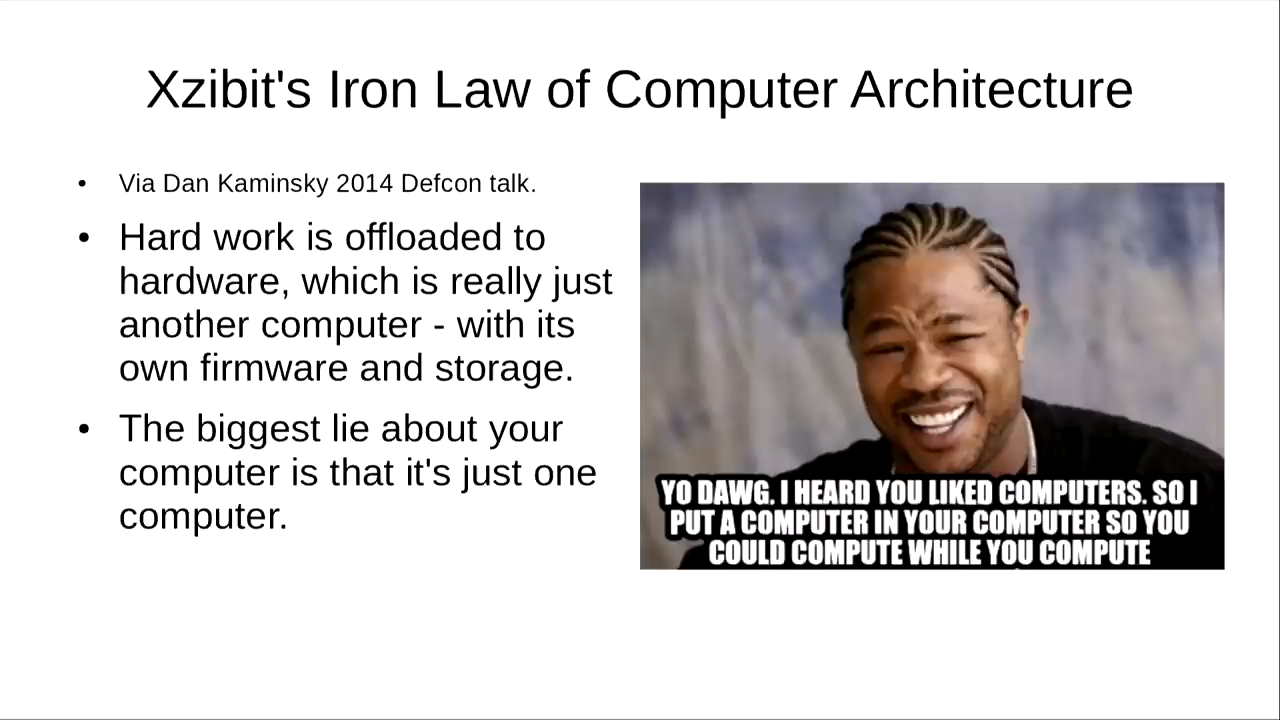 Xzibit's Iron Law of Computer Architecture
• Via Dan Kaminsky 2014 Defcon talk.
• Hard work is offloaded to
hardware, which is really just
another computer - with its
own firmware and storage.
• The biggest lie about your
computer is that it's just one
computer.
YO DAWG. I HEARD YOU LIKED COMPUTERS. SO I
PUT A COMPUTER IN YOUR COMPUTER SO YOU
COULD COMPUTE WHILE YOU COMPUTE